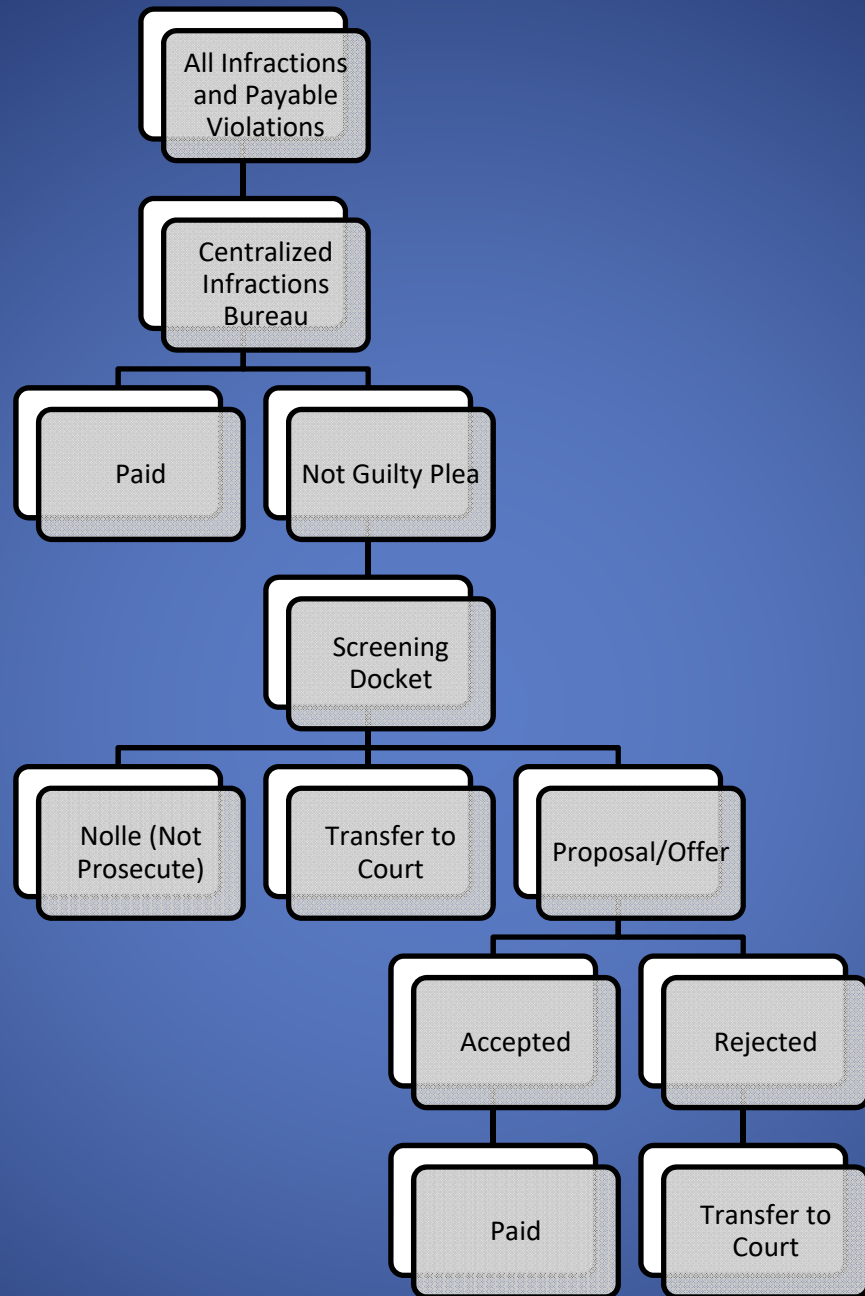 All Infractions
and Payable
Violations
Centralized
Infractions
Bureau
Paid
Not Guilty Plea
Screening
Docket
Nolle (Not
Prosecute)
Transfer to
Court
Proposal/Offer
Accepted
Rejected
Paid
Transfer to
Court